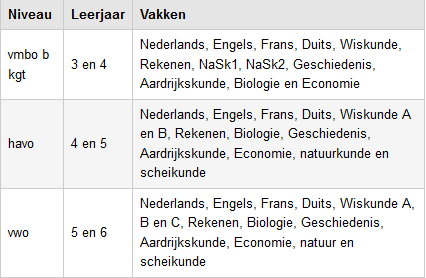 Niveau Leerjaar Vakken
vmbo b kgt 3 en 4 Nederlands, Engels, Frans, Duits, Wiskunde,
Rekenen, NaSk1, NaSk2, Geschiedenis,
Aardrijkskunde, Biologie en Economie
havo 4 en 5 Nederlands, Engels, Frans, Duits, Wiskunde A
en B, Rekenen, Biologie, Geschiedenis,
Aardrijkskunde, Economie, natuurkunde en
scheikunde
vwo 5 en 6 Nederlands, Engels, Frans, Duits, Wiskunde A,
B en C, Rekenen, Biologie, Geschiedenis,
Aardrijkskunde, Economie, natuur en
scheikunde